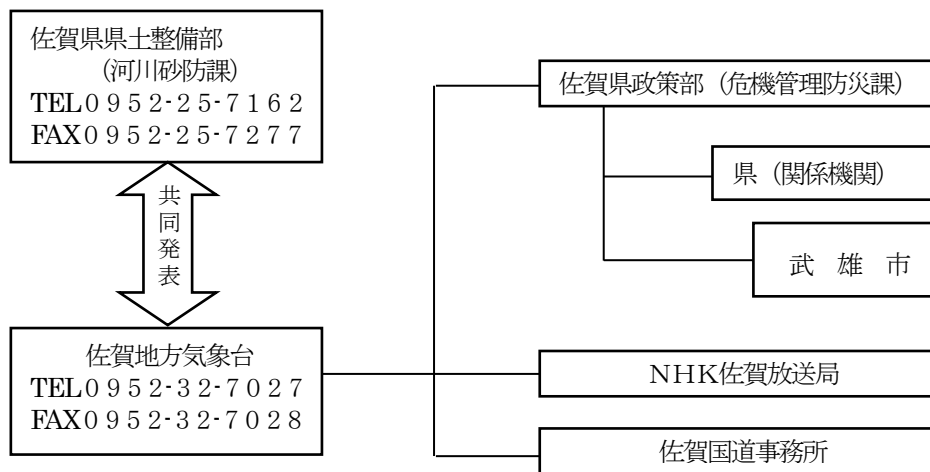 佐賀県県土整備部
(河川砂防課)
TEL０９５２-２５-７１６２
FAX０９５２-２５-７２７７
共同発表
佐賀地方気象台
TEL０９５２-３２-７０２７
FAX０９５２-３２-７０２８
佐賀県政策部（危機管理防災課）
県（関係機関）
武　雄　市
ＮＨＫ佐賀放送局
佐賀国道事務所